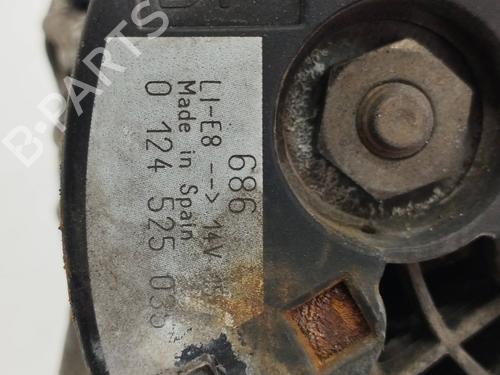 B-PARTS
686
LI-E8 --> 14V
Made in Spain
0 124 525 035